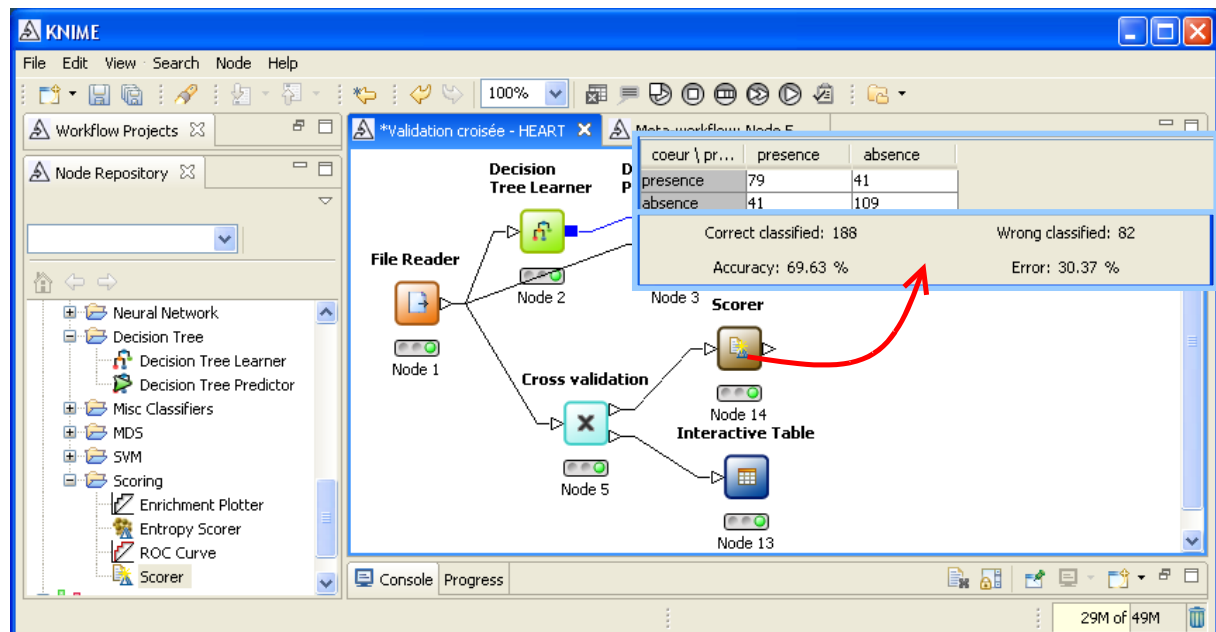 KNIME
File Edit View Search Node Help
100%
Workflow Projects
*Validation croisée - HEART
Node Repository
coeur \ pr... presence absence
presence 79 41
absence 41 109
Correct classified: 188 Wrong classified: 82
Accuracy: 69.63 % Error: 30.37 %
Decision
Tree Learner
D
P
File Reader
Node 2
Node 3
Scorer
Node 1
Cross validation
Node 14
Interactive Table
Node 5
Node 13
Neural Network
Decision Tree
Decision Tree Learner
Decision Tree Predictor
Misc Classifiers
MDS
SVM
Scoring
Enrichment Plotter
Entropy Scorer
ROC Curve
Scorer
Console Progress
29M of 49M